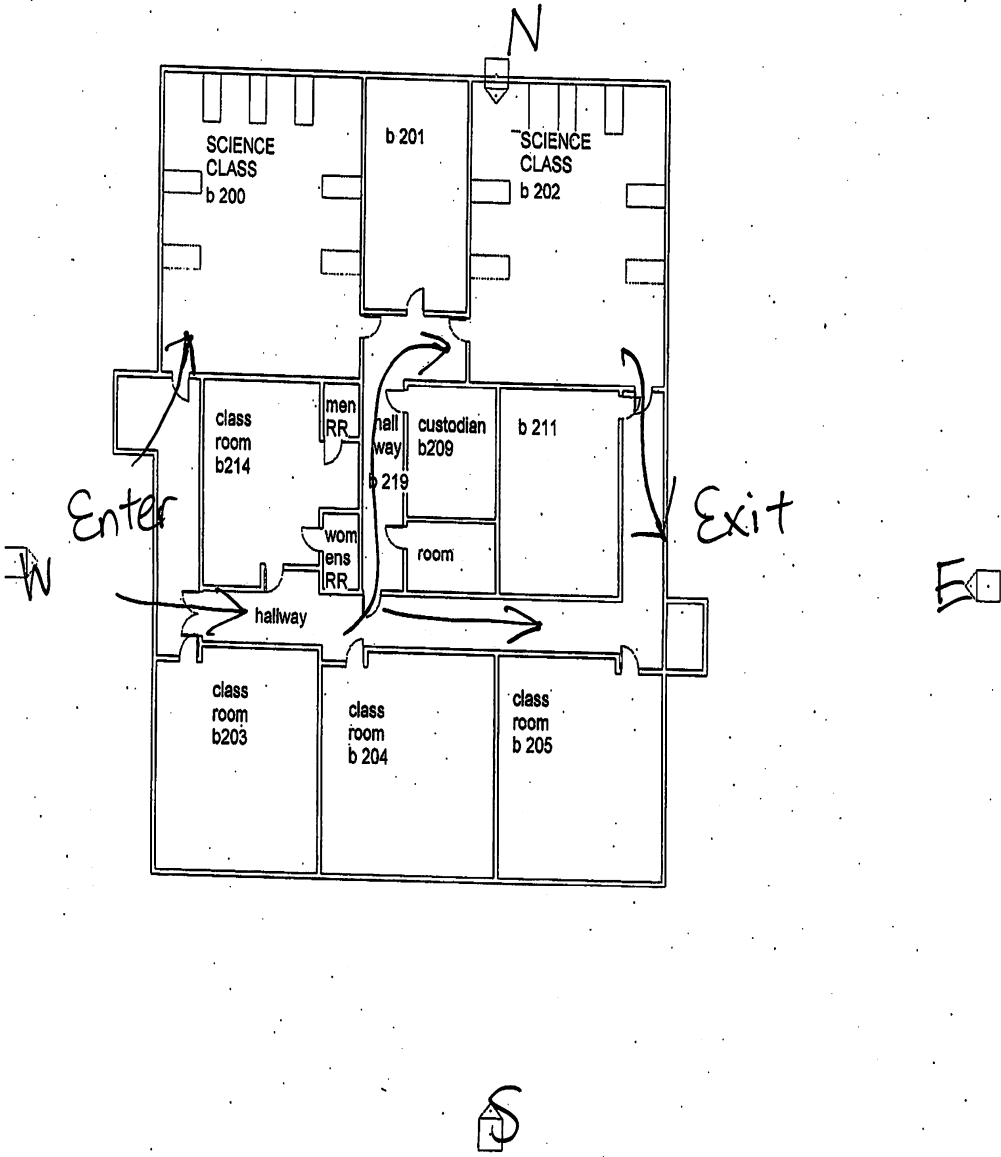 N
SCIENCE
CLASS
b 200
b 201
SCIENCE
CLASS
b 202
class
room
b214
men
RR
hall
way
b 219
custodian
b209
b 211
Enter
Exit
wom
ens
RR
room
W
E
hallway
class
room
b203
class
room
b 204
class
room
b 205
S